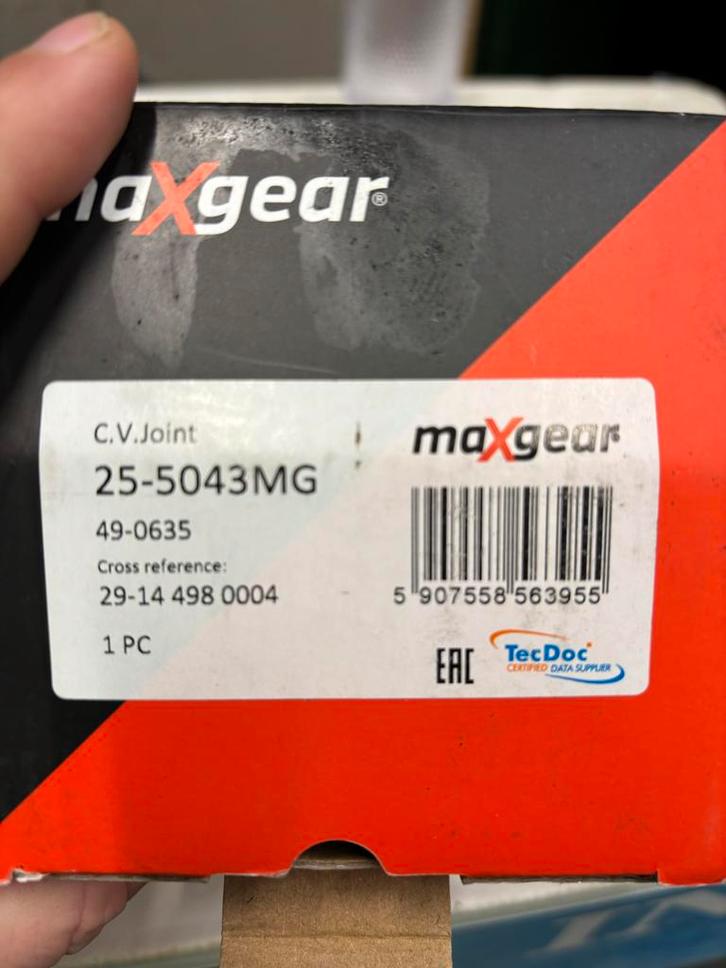 maXgear®
C.V.Joint
maXgear
25-5043MG
49-0635
Cross reference:
29-14 498 0004
5 907558 563955
1 PC
EAC
TecDoc
CERTIFIED DATA SUPPLIER